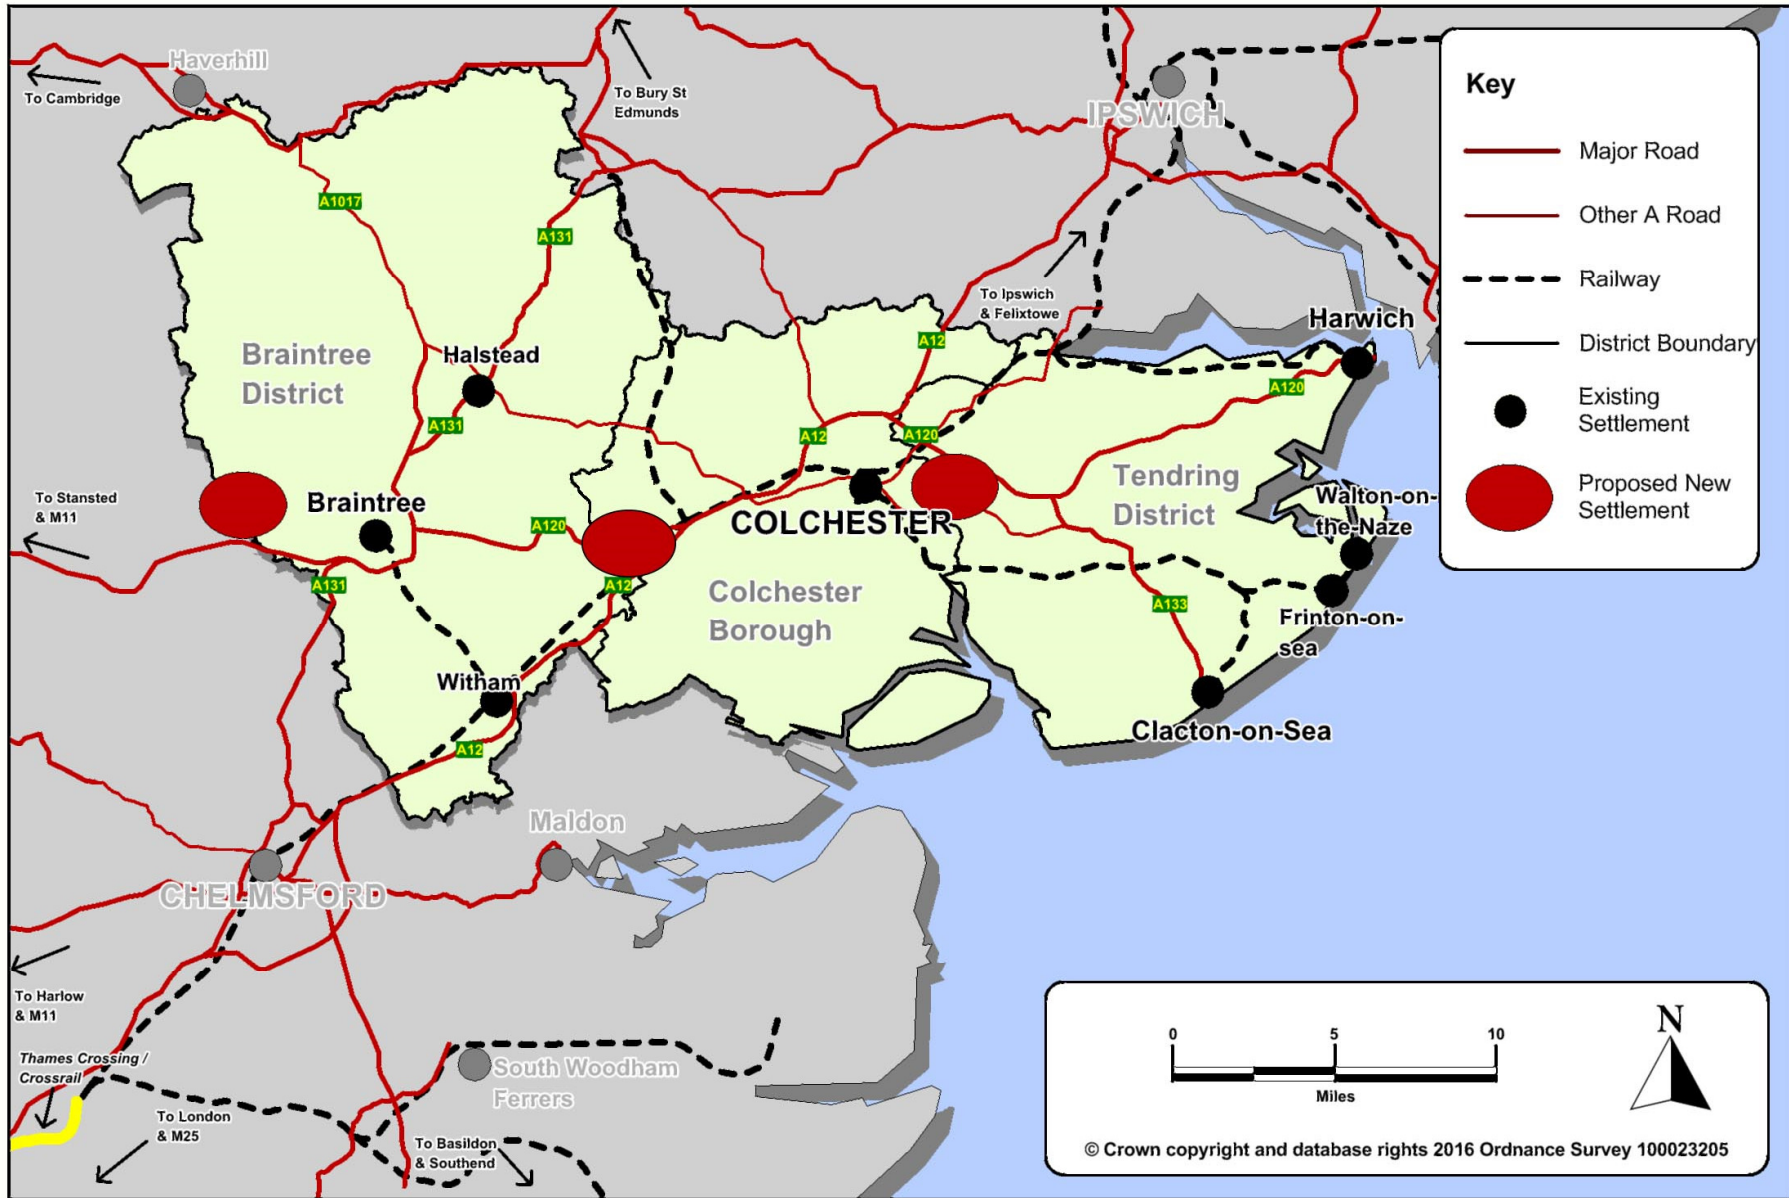 Haverhill
To Cambridge
To Bury St
Edmunds
IPSWICH
A1017
A131
To Ipswich
& Felixtowe
Harwich
A12
Braintree
District
Halstead
A120
A131
A12
A120
Tendring
District
Walton-on-
the-Naze
To Stansted
& M11
Braintree
A120
COLCHESTER
A131
A12
Colchester
Borough
A133
Frinton-on-
sea
Witham
A12
Clacton-on-Sea
Maldon
CHELMSFORD
To Harlow
& M11
Thames Crossing /
Crossrail
To London
& M25
South Woodham
Ferrers
To Basildon
& Southend
Key
Major Road
Other A Road
Railway
District Boundary
Existing
Settlement
Proposed New
Settlement
N
0 5 10
Miles
© Crown copyright and database rights 2016 Ordnance Survey 100023205